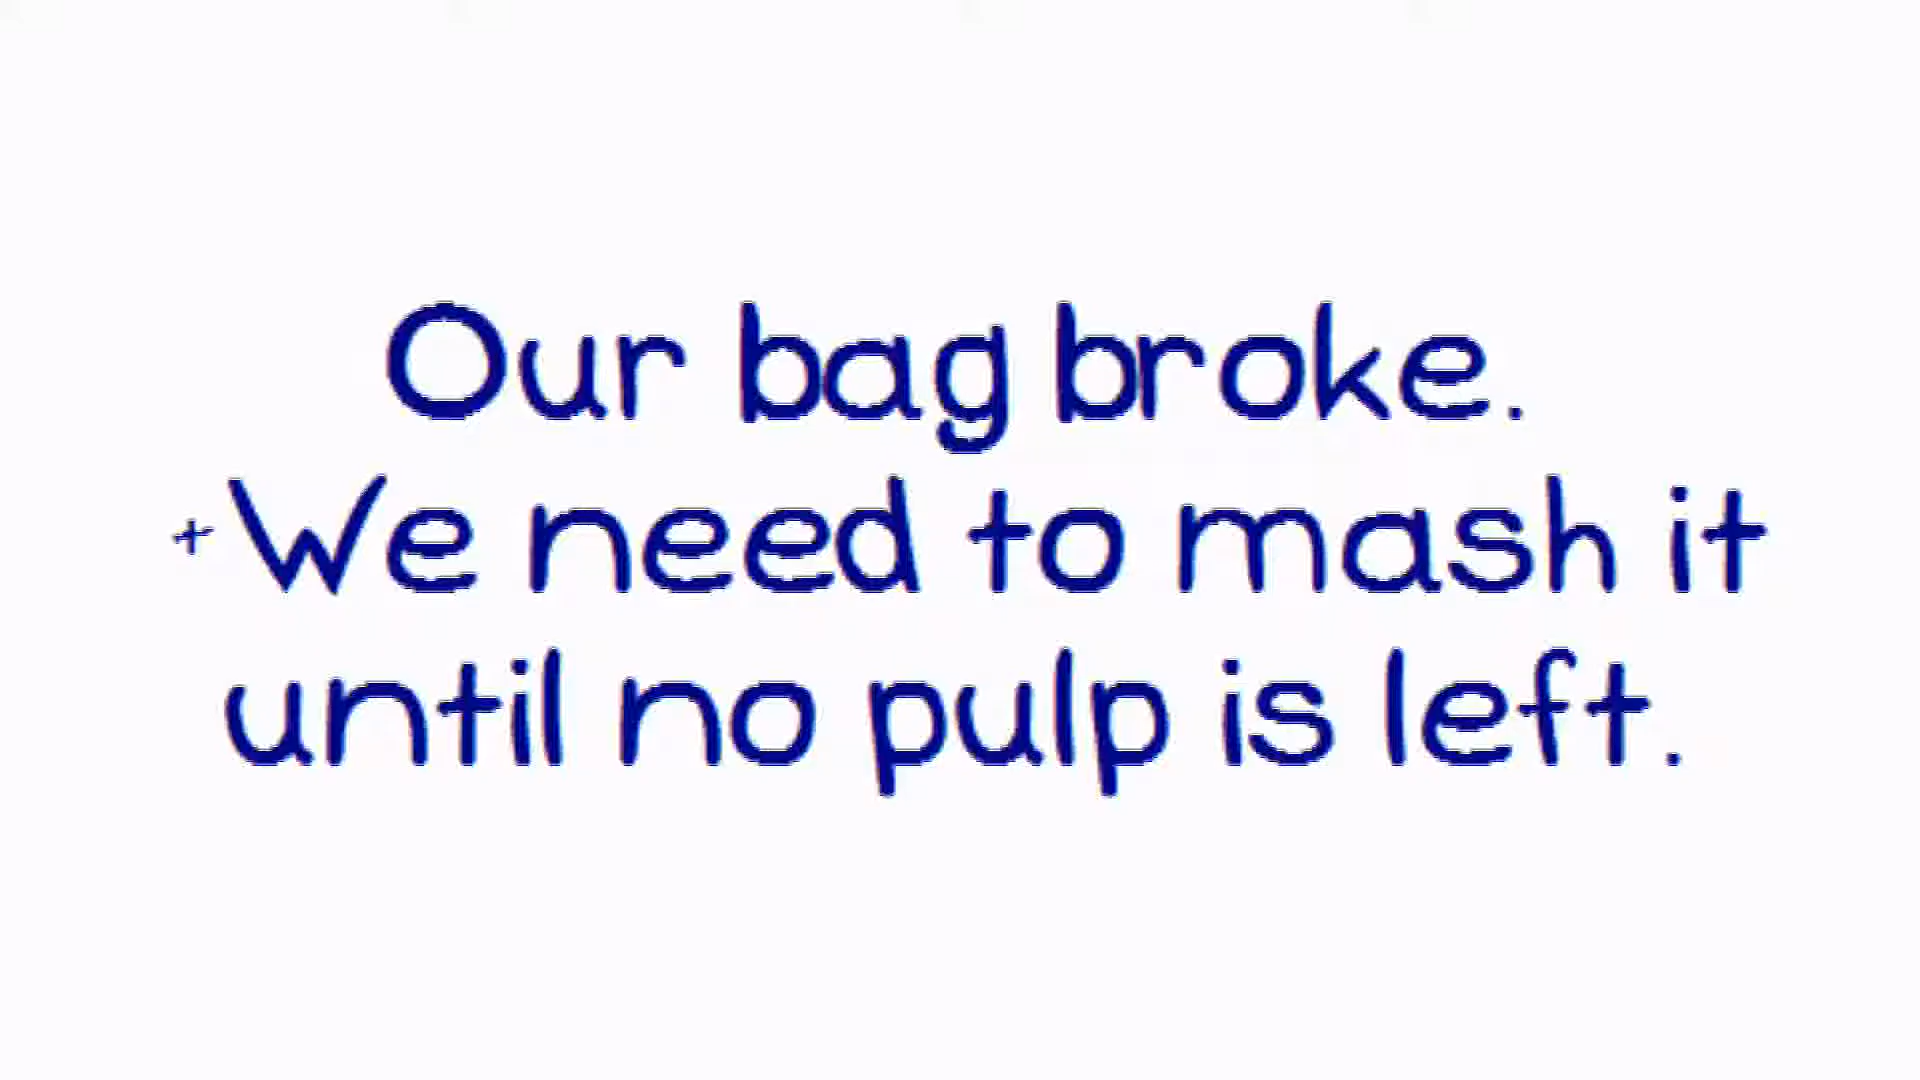 Our bag broke.
+We need to mash it
until no pulp is left.